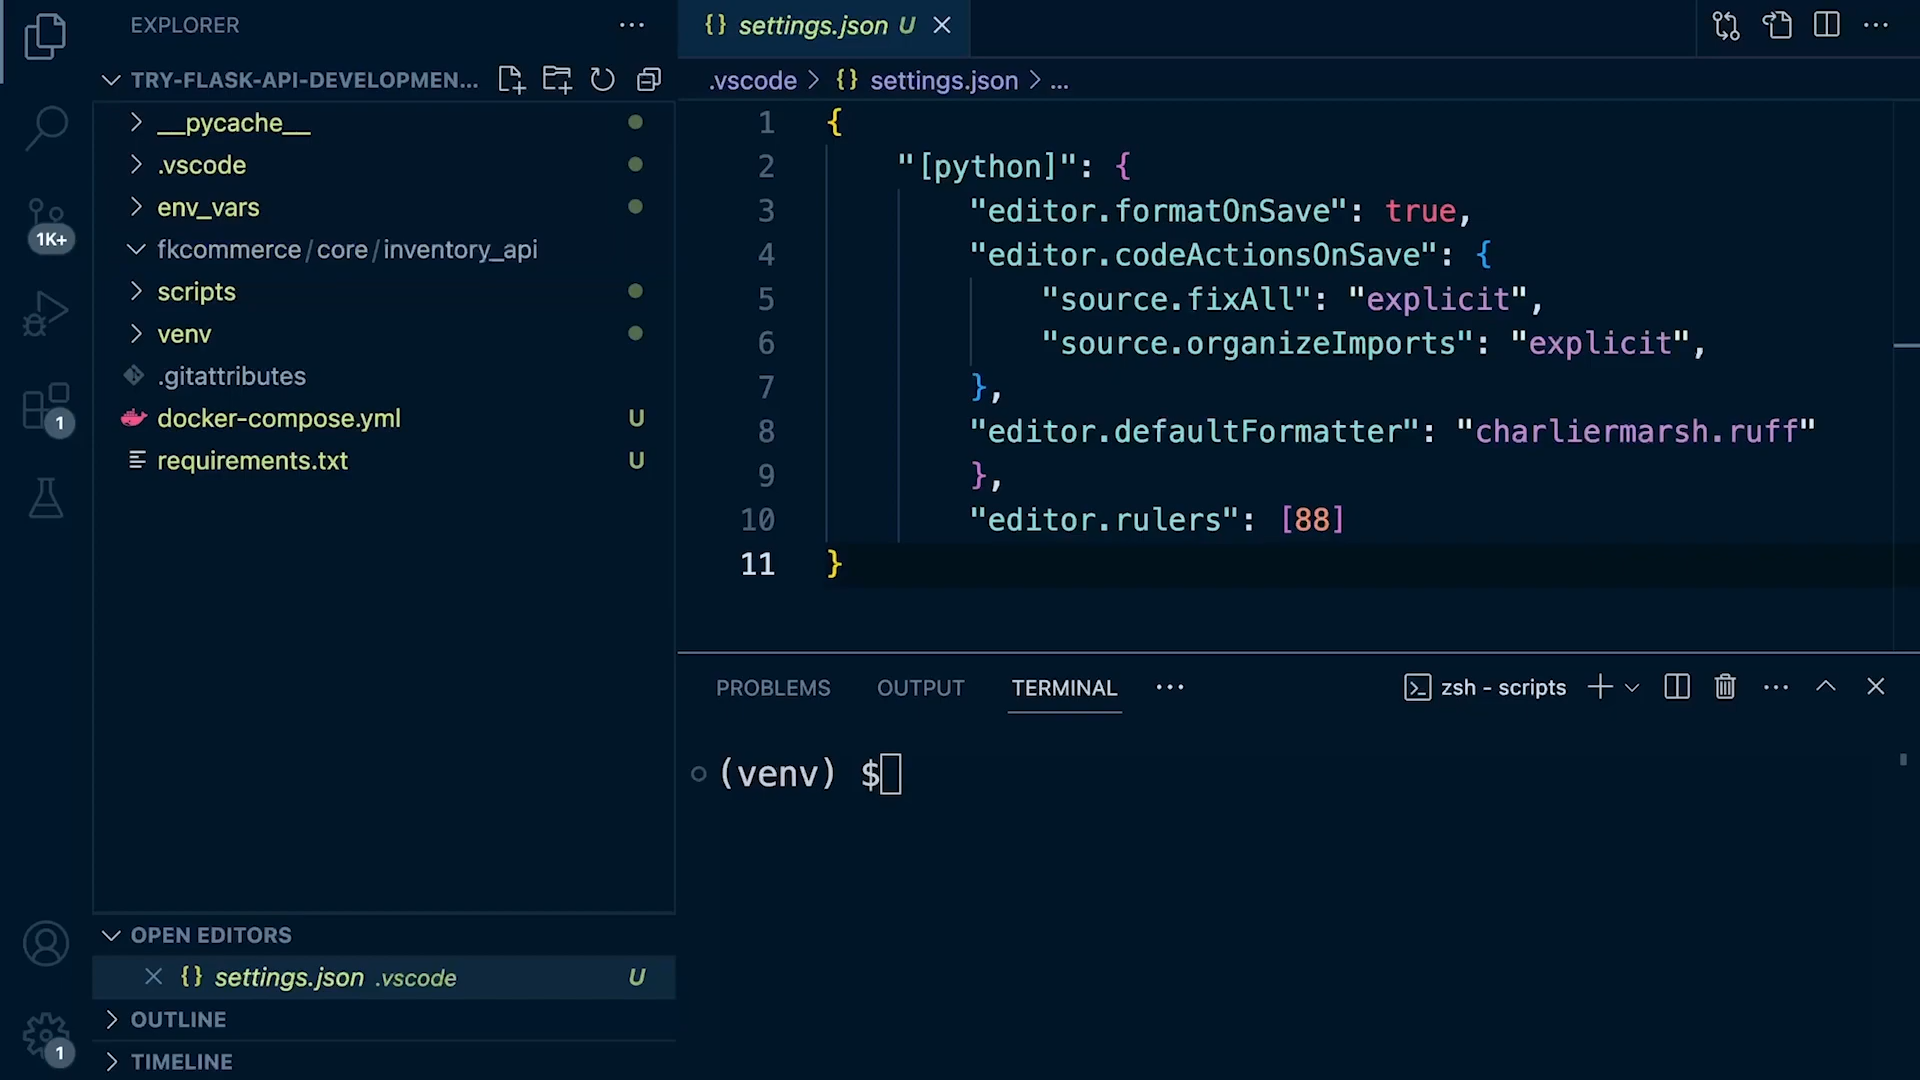 EXPLORER
TRY-FLASK-API-DEVELOPMEN...
__pycache__
.vscode
env_vars
fkcommerce/core/inventory_api
scripts
venv
.gitattributes
docker-compose.yml U
requirements.txt U
1K+
1
OPEN EDITORS
settings.json .vscode U
OUTLINE
TIMELINE
1
{} settings.json U
.vscode > {} settings.json > ...
1 {
2 "[python]": {
3 "editor.formatOnSave": true,
4 "editor.codeActionsOnSave": {
5 "source.fixAll": "explicit",
6 "source.organizeImports": "explicit",
7 },
8 "editor.defaultFormatter": "charliermarsh.ruff"
9 },
10 "editor.rulers": [88]
11 }
PROBLEMS OUTPUT TERMINAL ... zsh - scripts
(venv) $